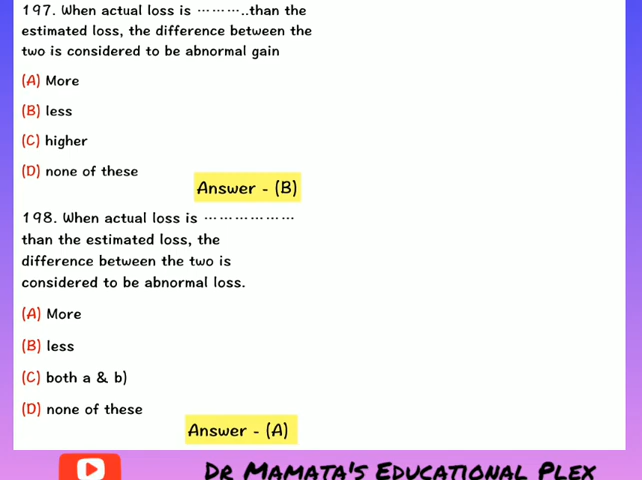 197. When actual loss is ………..than the
estimated loss, the difference between the
two is considered to be abnormal gain
(A) More
(B) less
(C) higher
(D) none of these
Answer - (B)
198. When actual loss is ………………
than the estimated loss, the
difference between the two is
considered to be abnormal loss.
(A) More
(B) less
(C) both a & b)
(D) none of these
Answer - (A)
DR MAMATA'S EDUCATIONAL PLEX